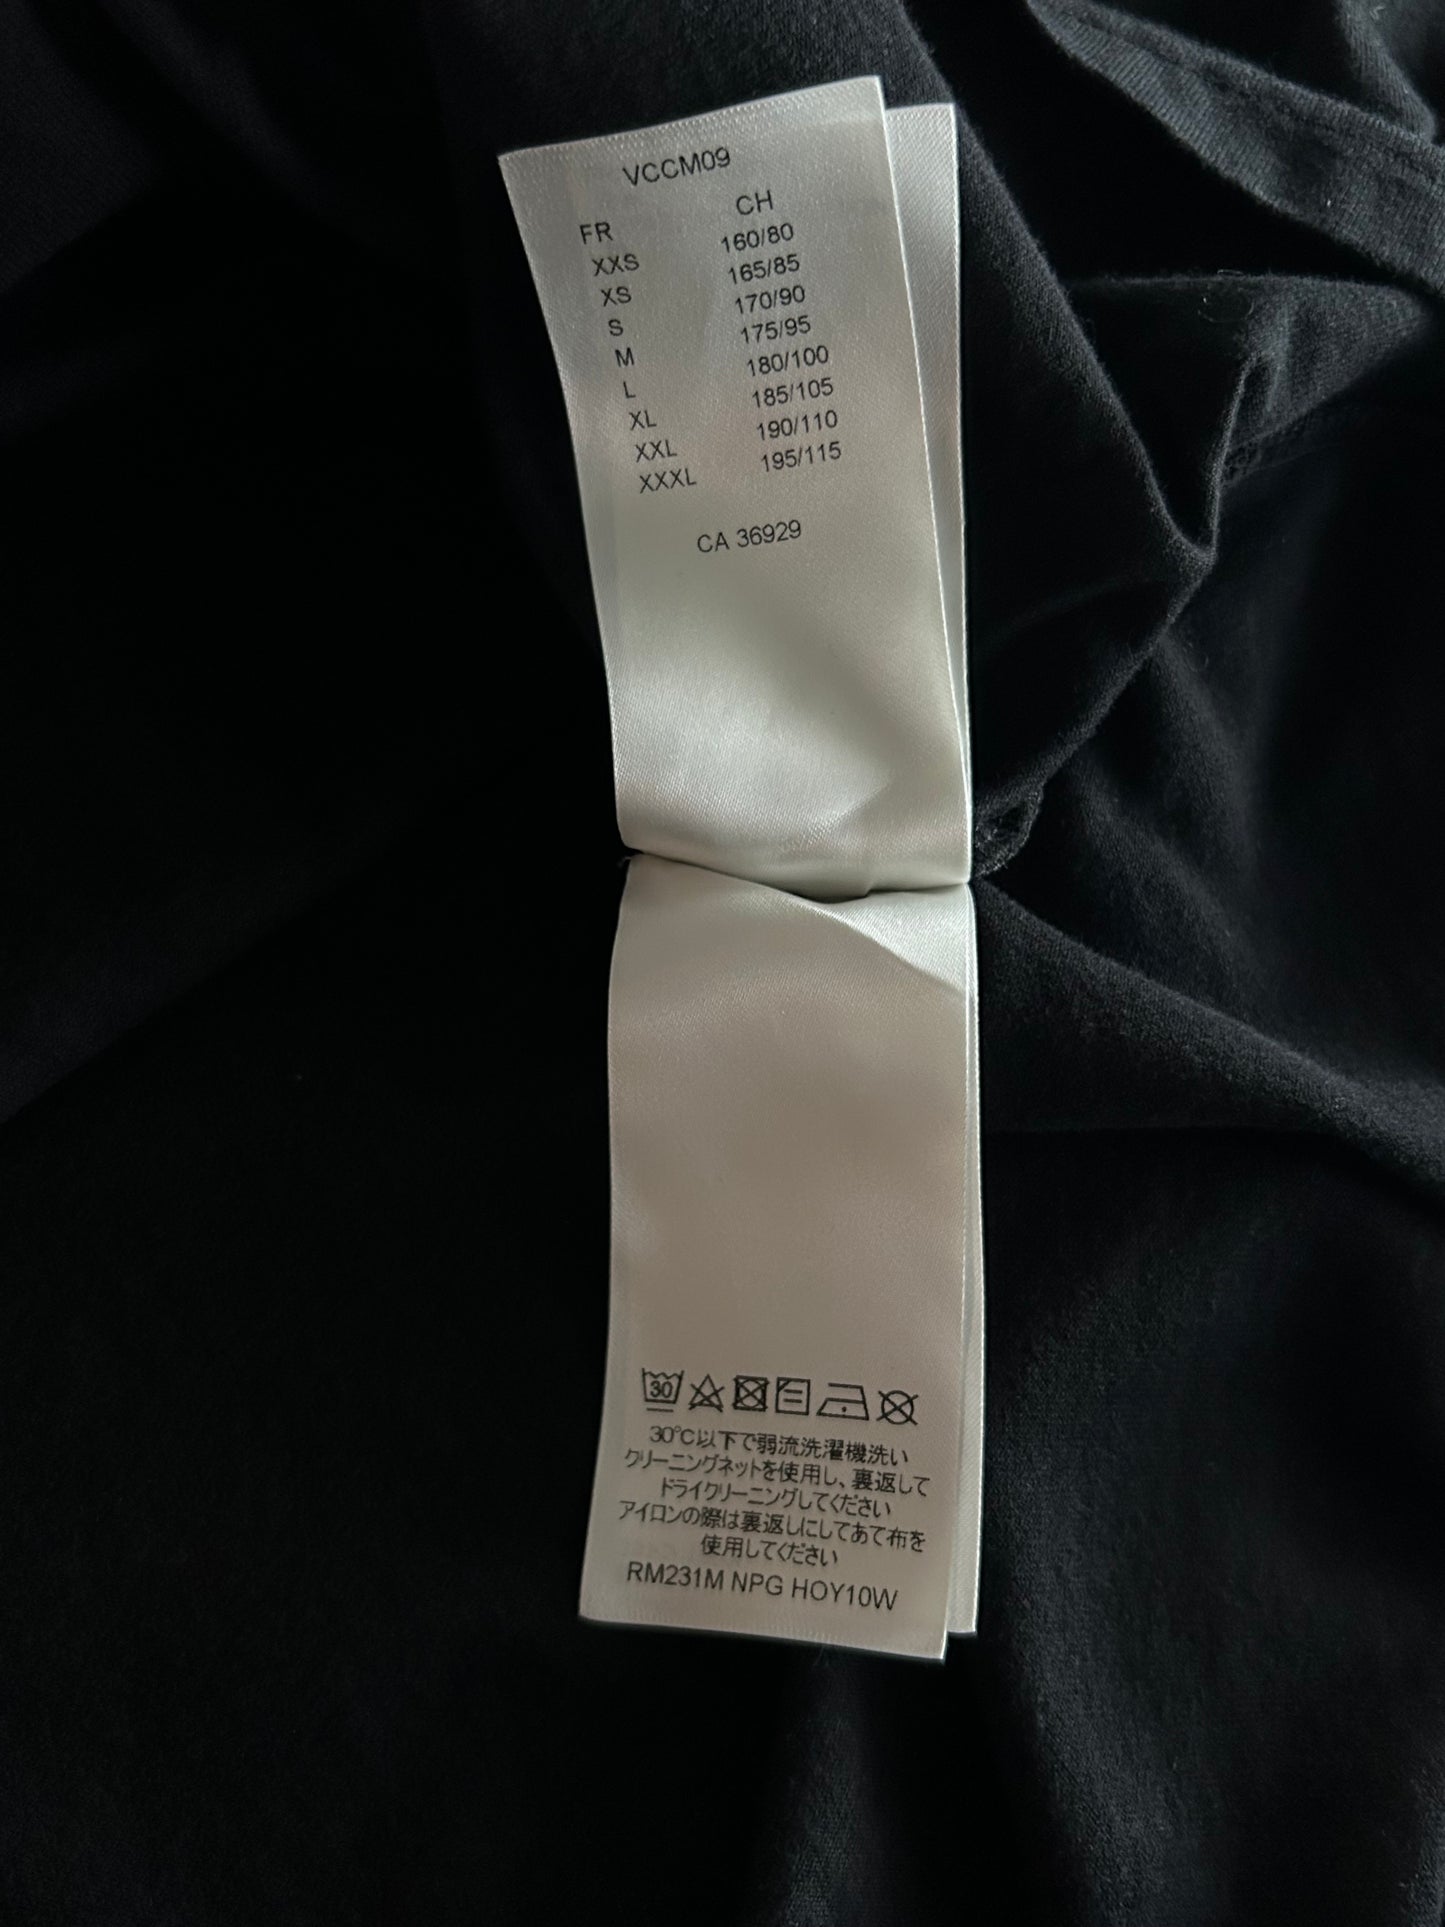 VCCM09
FR CH
XXS 160/80
XS 165/85
S 170/90
M 175/95
L 180/100
XL 185/105
XXL 190/110
XXXL 195/115
CA 36929
30
30℃以下で弱流洗濯機洗い
クリーニングネットを使用し、裏返して
ドライクリーニングしてください
アイロンの際は裏返しにしてあて布を
使用してください
RM231M NPG HOY10W